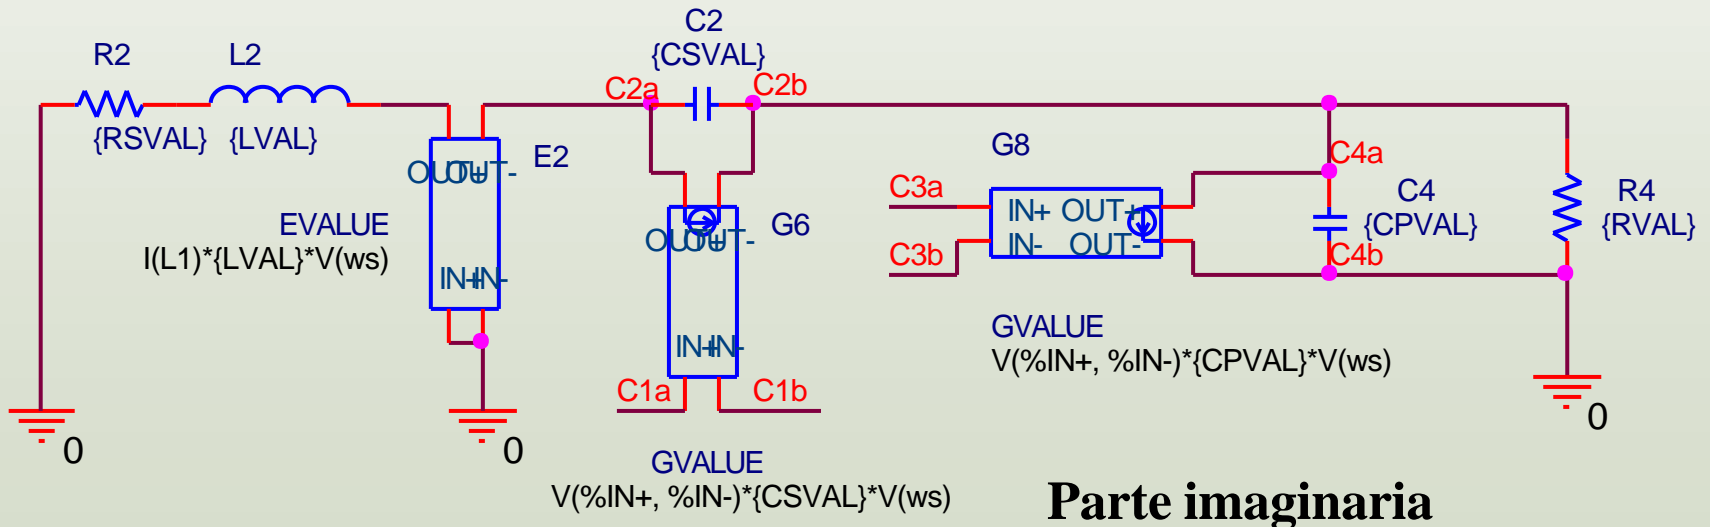 C2
{CSVAL}
R2
L2
C2a
C2b
{RSVAL}
{LVAL}
E2
OUT+
OUT-
G8
C4a
C3a
IN+
OUT+
C4
{CPVAL}
R4
{RVAL}
EVALUE
I(L1)*{LVAL}*V(ws)
OUT+
OUT-
G6
C3b
IN-
OUT-
C4b
IN+
IN-
GVALUE
V(%IN+, %IN-)*{CPVAL}*V(ws)
IN+
IN-
C1a
C1b
0
0
0
GVALUE
V(%IN+, %IN-)*{CSVAL}*V(ws)
Parte imaginaria